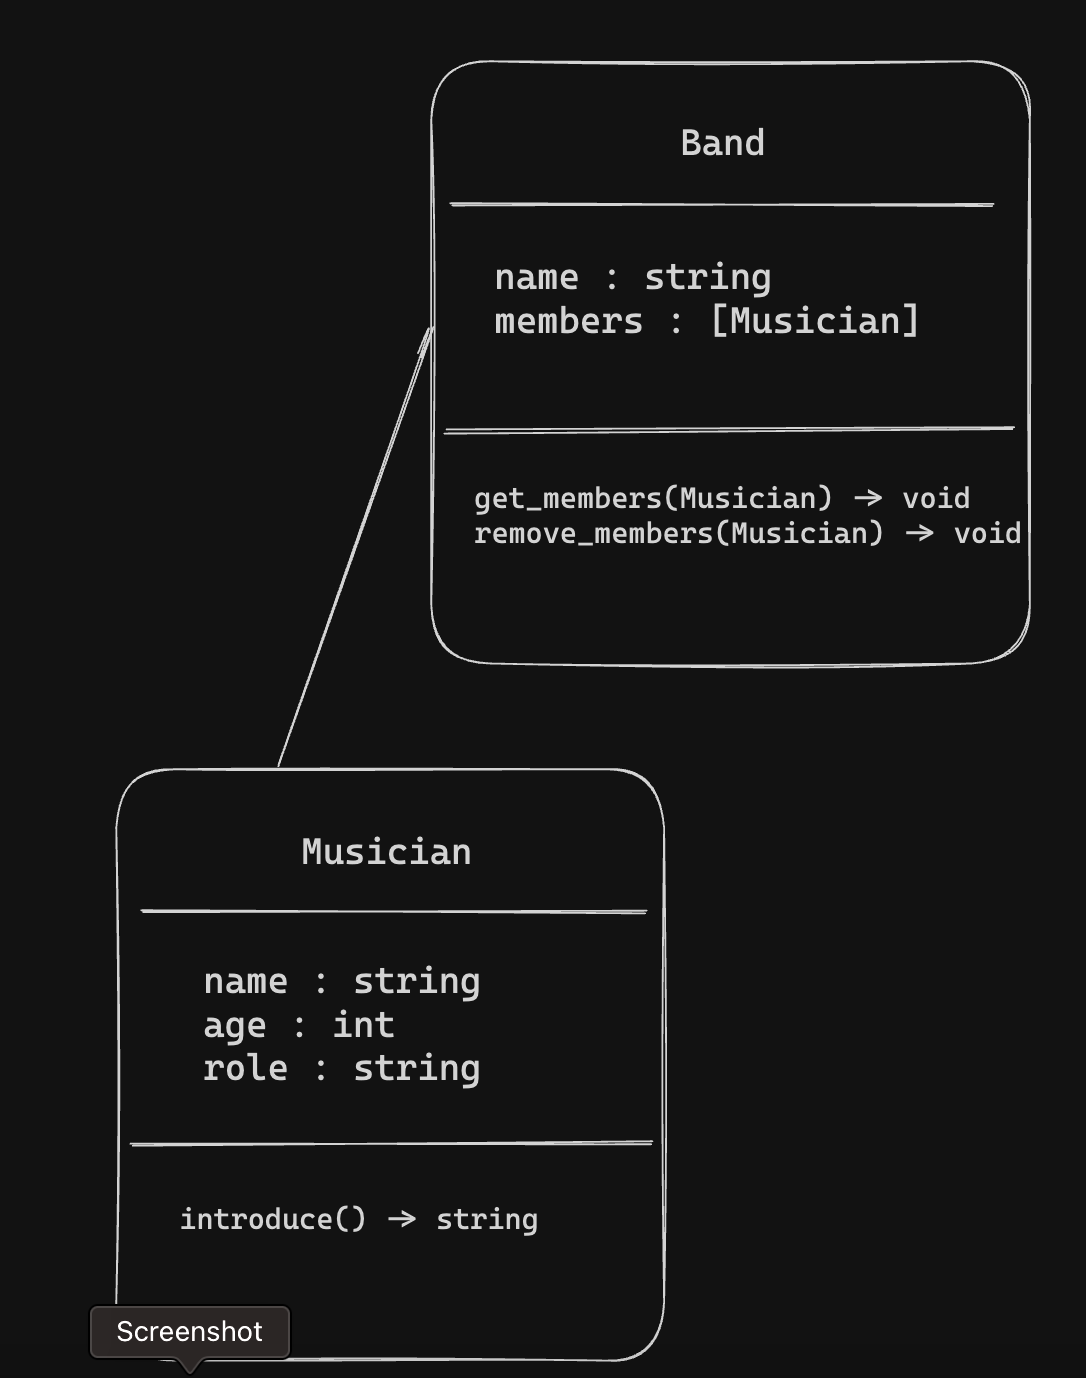 Band
name : string
members : [Musician]
get_members(Musician) -> void
remove_members(Musician) -> void
Musician
name : string
age : int
role : string
introduce() -> string
Screenshot